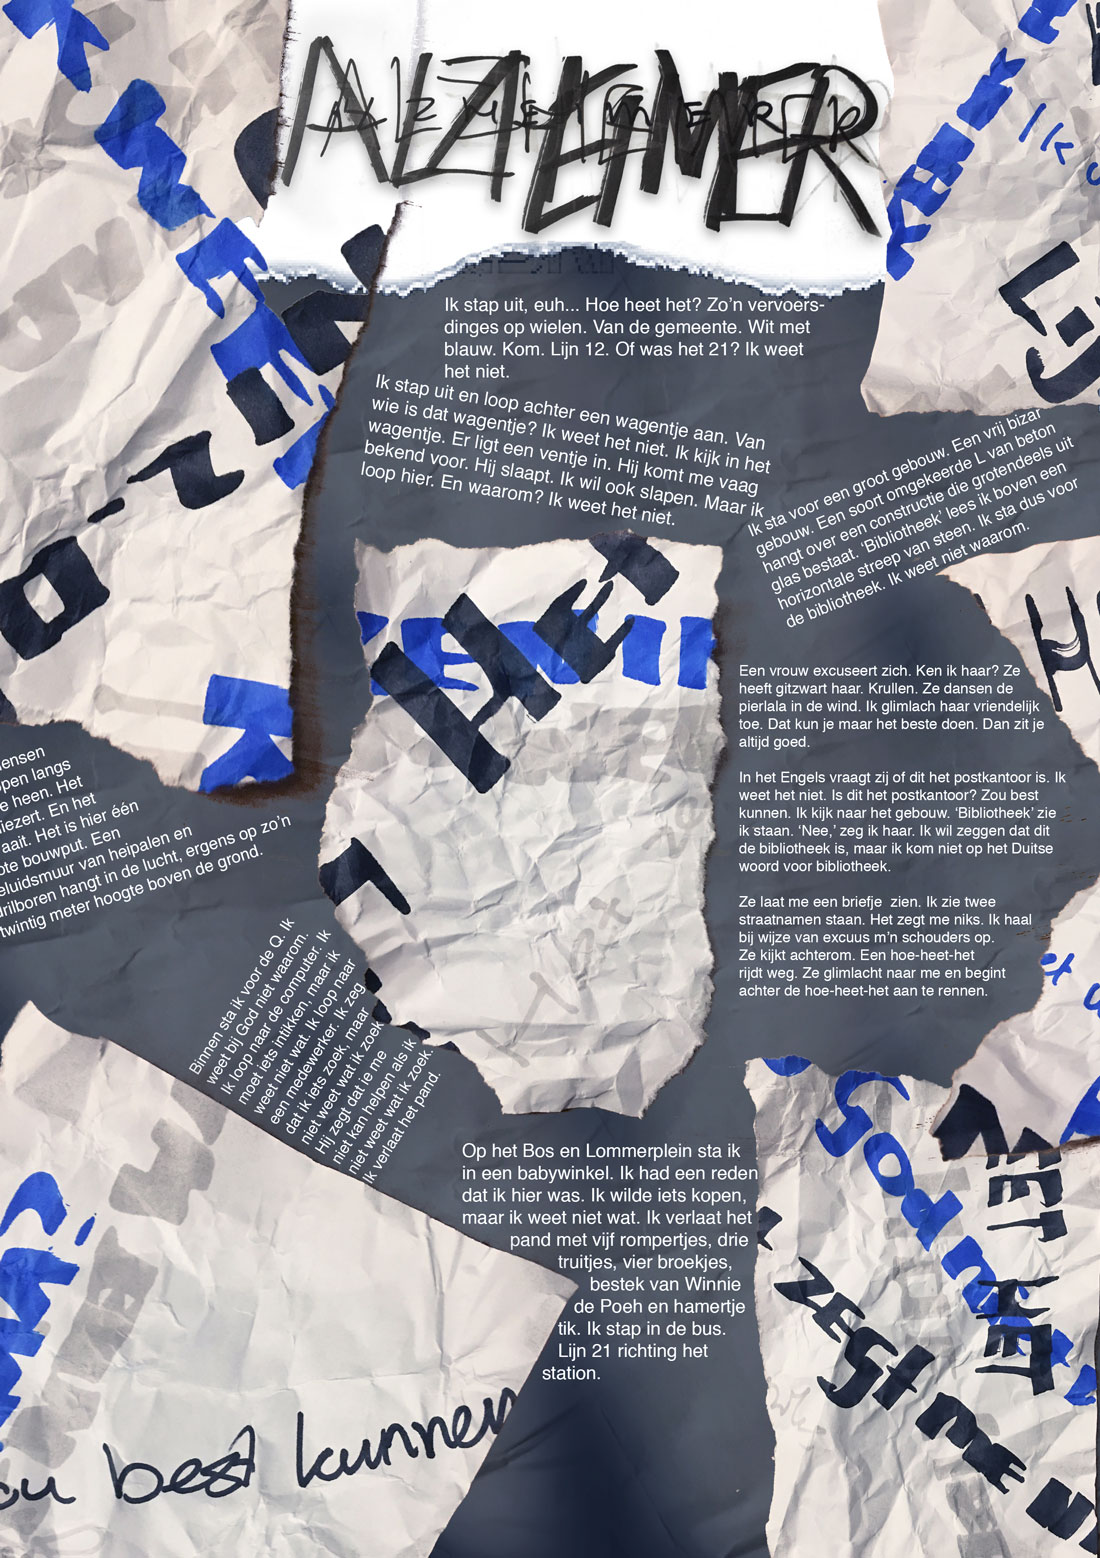 ALZHEIMER
Ik stap uit, euh... Hoe heet het? Zo’n vervoers-
dinges op wielen. Van de gemeente. Wit met
blauw. Kom. Lijn 12. Of was het 21? Ik weet
het niet.
Ik stap uit en loop achter een wagentje aan. Van
wie is dat wagentje? Ik weet het niet. Ik kijk in het
wagentje. Er ligt een ventje in. Hij komt me vaag
bekend voor. Hij slaapt. Ik wil ook slapen. Maar ik
loop hier. En waarom? Ik weet het niet.
Ik sta voor een groot gebouw. Een vrij bizar
gebouw. Een soort omgekeerde L van beton
hangt over een constructie die grotendeels uit
glas bestaat. ‘Bibliotheek’ lees ik boven een
horizontale streep van steen. Ik sta dus voor
de bibliotheek. Ik weet niet waarom.
HET
Een vrouw excuseert zich. Ken ik haar? Ze
heeft gitzwart haar. Krullen. Ze dansen de
pierlala in de wind. Ik glimlach haar vriendelijk
toe. Dat kun je maar het beste doen. Dan zit je
altijd goed.
In het Engels vraagt zij of dit het postkantoor is. Ik
weet het niet. Is dit het postkantoor? Zou best
kunnen. Ik kijk naar het gebouw. ‘Bibliotheek’ zie
ik staan. ‘Nee,’ zeg ik haar. Ik wil zeggen dat dit
de bibliotheek is, maar ik kom niet op het Duitse
woord voor bibliotheek.
Ze laat me een briefje zien. Ik zie twee
straatnamen staan. Het zegt me niks. Ik haal
bij wijze van excuus m’n schouders op.
Ze kijkt achterom. Een hoe-heet-het
rijdt weg. Ze glimlacht naar me en begint
achter de hoe-heet-het aan te rennen.
ensen
pen langs
e heen. Het
iezert. En het
aait. Het is hier één
ote bouwput. Een
eluidsmuur van heipalen en
drilboren hangt in de lucht, ergens op zo’n
twintig meter hoogte boven de grond.
Binnen sta ik voor de Q. Ik
weet bij God niet waarom.
Ik loop naar de computer. Ik
moet iets intikken, maar ik
weet niet wat. Ik loop naar
een medewerker. Ik zeg
dat ik iets zoek, maar
niet weet wat ik zoek
Hij zegt dat ie me
niet kan helpen als ik
niet weet wat ik zoek.
Ik verlaat het pand.
Op het Bos en Lommerplein sta ik
in een babywinkel. Ik had een reden
dat ik hier was. Ik wilde iets kopen,
maar ik weet niet wat. Ik verlaat het
pand met vijf rompertjes, drie
truitjes, vier broekjes,
bestek van Winnie
de Poeh en hamertje
tik. Ik stap in de bus.
Lijn 21 richting het
station.
God
HET
zegt me
ou best kunnen